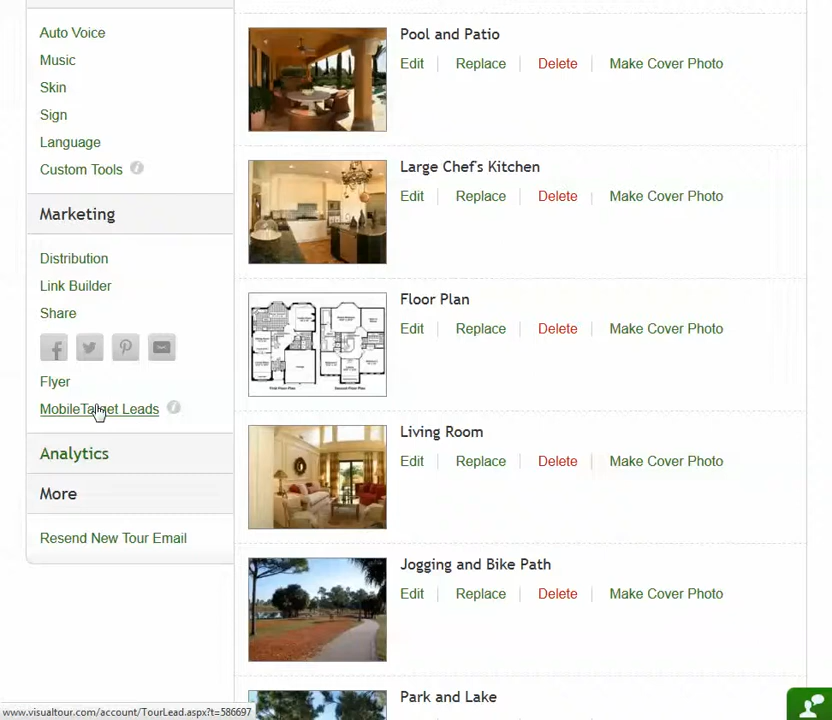 Auto Voice
Music
Skin
Sign
Language
Custom Tools
Marketing
Distribution
Link Builder
Share
Flyer
MobileTarget Leads
Analytics
More
Resend New Tour Email
Pool and Patio
Edit Replace Delete Make Cover Photo
Large Chef's Kitchen
Edit Replace Delete Make Cover Photo
Floor Plan
Edit Replace Delete Make Cover Photo
Living Room
Edit Replace Delete Make Cover Photo
Jogging and Bike Path
Edit Replace Delete Make Cover Photo
Park and Lake
www.visualtour.com/account/TourLead.aspx?t=586697